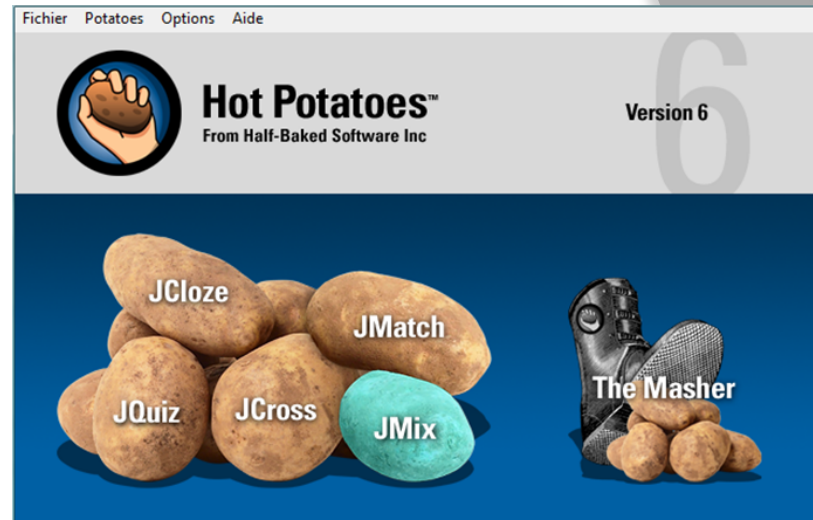 Fichier Potatoes Options Aide
Hot Potatoes™
From Half-Baked Software Inc
Version 6
6
JCloze
JMatch
JQuiz
JCross
JMix
The Masher